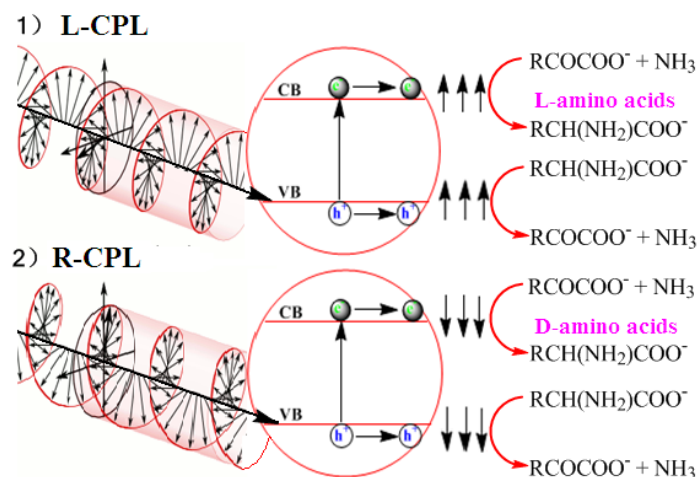 1) L-CPL
CB
e
e
VB
h⁺
h⁺
RCOCOO⁻ + NH₃
L-amino acids
RCH(NH₂)COO⁻
RCH(NH₂)COO⁻
RCOCOO⁻ + NH₃
2) R-CPL
CB
e
e
VB
h⁺
h⁺
RCOCOO⁻ + NH₃
D-amino acids
RCH(NH₂)COO⁻
RCH(NH₂)COO⁻
RCOCOO⁻ + NH₃